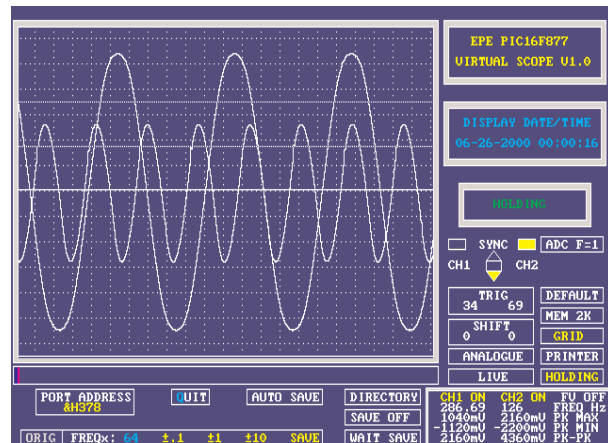 EPE PIC16F877
VIRTUAL SCOPE V1.0
DISPLAY DATE/TIME
06-26-2000 00:00:16
HOLDING
SYNC
ADC F=1
CH1
CH2
TRIG
34 69
DEFAULT
MEM 2K
SHIFT
0 0
GRID
ANALOGUE
PRINTER
LIVE
HOLDING
PORT ADDRESS
&H378
QUIT
AUTO SAVE
DIRECTORY
SAVE OFF
CH1 ON CH2 ON FV OFF
286.69 126 FREQ Hz
1040mV 2160mV PK MAX
-1120mV -2200mV PK MIN
2160mV 4360mV PK-PK
ORIG FREQx: 64 ±.1 ±1 ±10 SAVE
WAIT SAVE